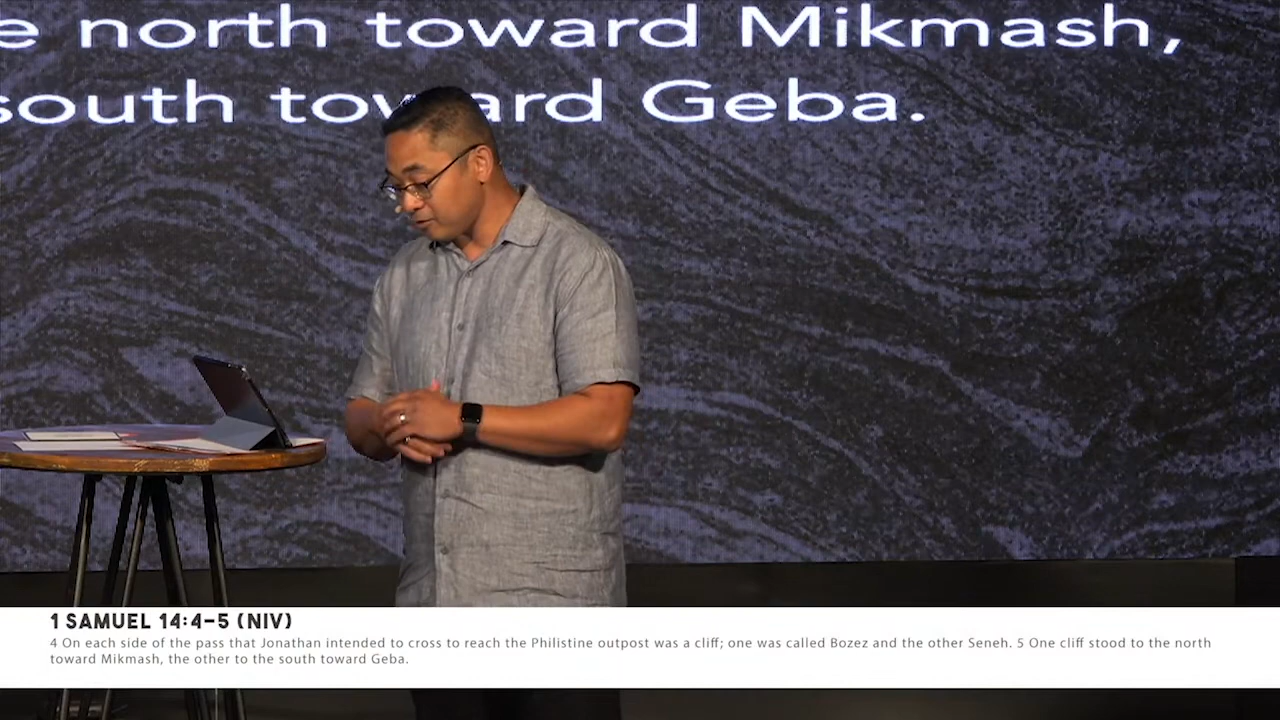 e north toward Mikmash,
south toward Geba.
1 SAMUEL 14:4-5 (NIV)
4 On each side of the pass that Jonathan intended to cross to reach the Philistine outpost was a cliff; one was called Bozez and the other Seneh. 5 One cliff stood to the north
toward Mikmash, the other to the south toward Geba.